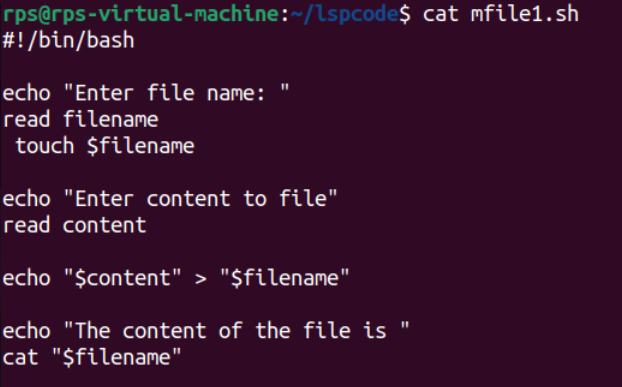 rps@rps-virtual-machine:~/lspcode$ cat mfile1.sh
#!/bin/bash

echo "Enter file name: "
read filename
 touch $filename

echo "Enter content to file"
read content

echo "$content" > "$filename"

echo "The content of the file is "
cat "$filename"